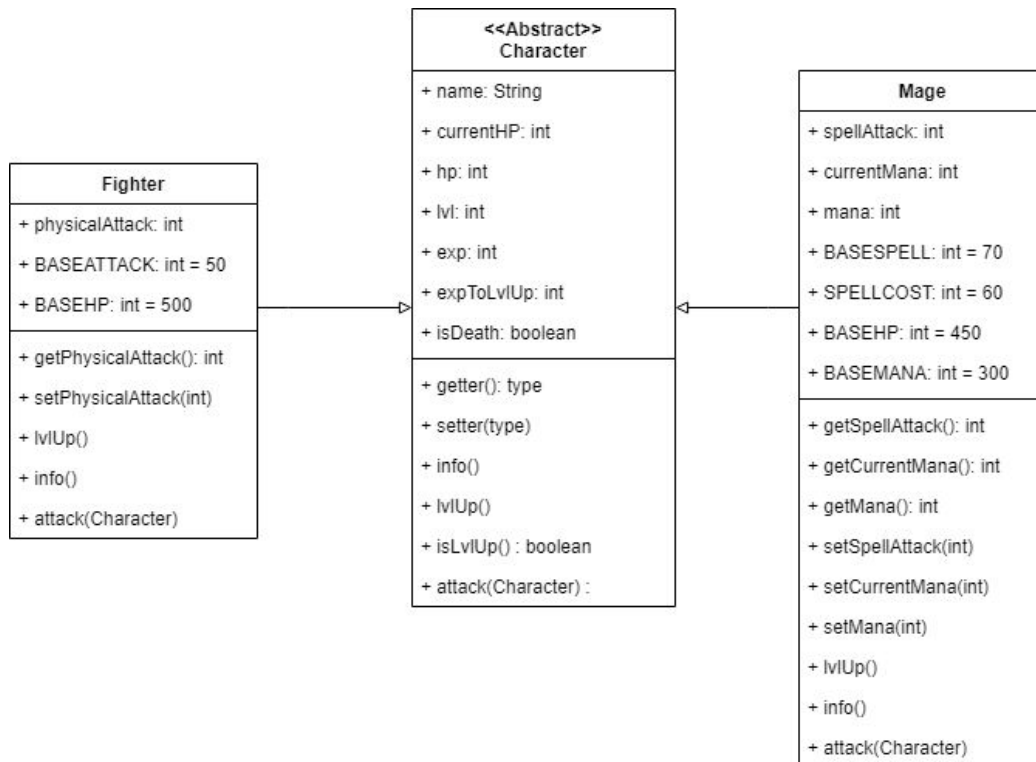 Fighter
+ physicalAttack: int
+ BASEATTACK: int = 50
+ BASEHP: int = 500
+ getPhysicalAttack(): int
+ setPhysicalAttack(int)
+ lvlUp()
+ info()
+ attack(Character)
<<Abstract>>
Character
+ name: String
+ currentHP: int
+ hp: int
+ lvl: int
+ exp: int
+ expToLvlUp: int
+ isDeath: boolean
+ getter(): type
+ setter(type)
+ info()
+ lvlUp()
+ isLvlUp() : boolean
+ attack(Character) :
Mage
+ spellAttack: int
+ currentMana: int
+ mana: int
+ BASESPELL: int = 70
+ SPELLCOST: int = 60
+ BASEHP: int = 450
+ BASEMANA: int = 300
+ getSpellAttack(): int
+ getCurrentMana(): int
+ getMana(): int
+ setSpellAttack(int)
+ setCurrentMana(int)
+ setMana(int)
+ lvlUp()
+ info()
+ attack(Character)